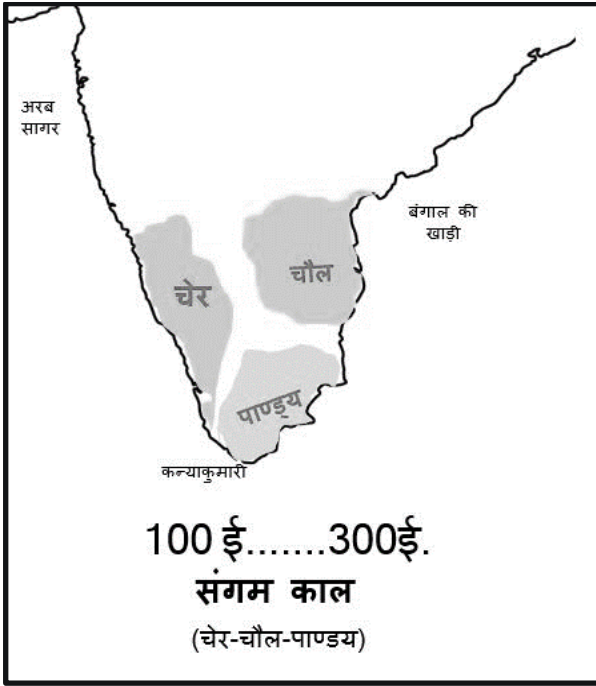 अरब
सागर
बंगाल की
खाड़ी
चेर
चौल
पाण्ड्य
कन्याकुमारी
100 ई.......300ई.
संगम काल
(चेर-चौल-पाण्डय)